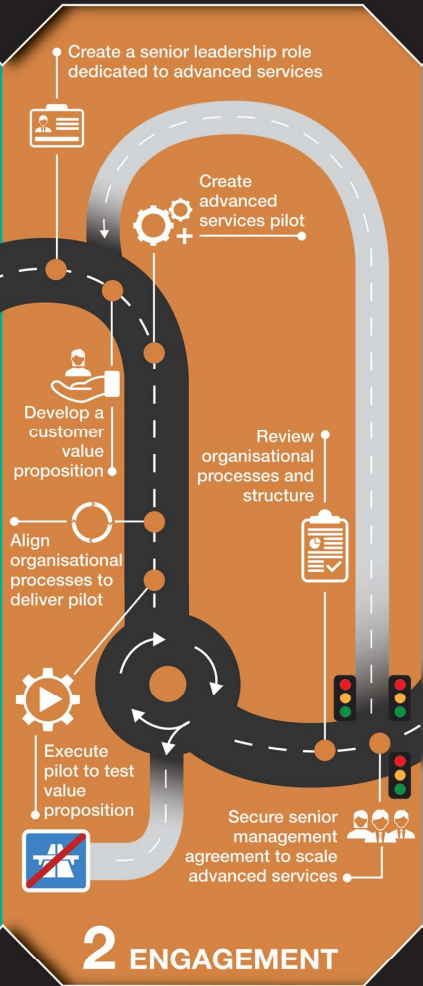 Create a senior leadership role
dedicated to advanced services
Create
advanced
services pilot
Develop a
customer
value
proposition
Align
organisational
processes to
deliver pilot
Review
organisational
processes and
structure
Execute
pilot to test
value
proposition
Secure senior
management
agreement to scale
advanced services
2 ENGAGEMENT